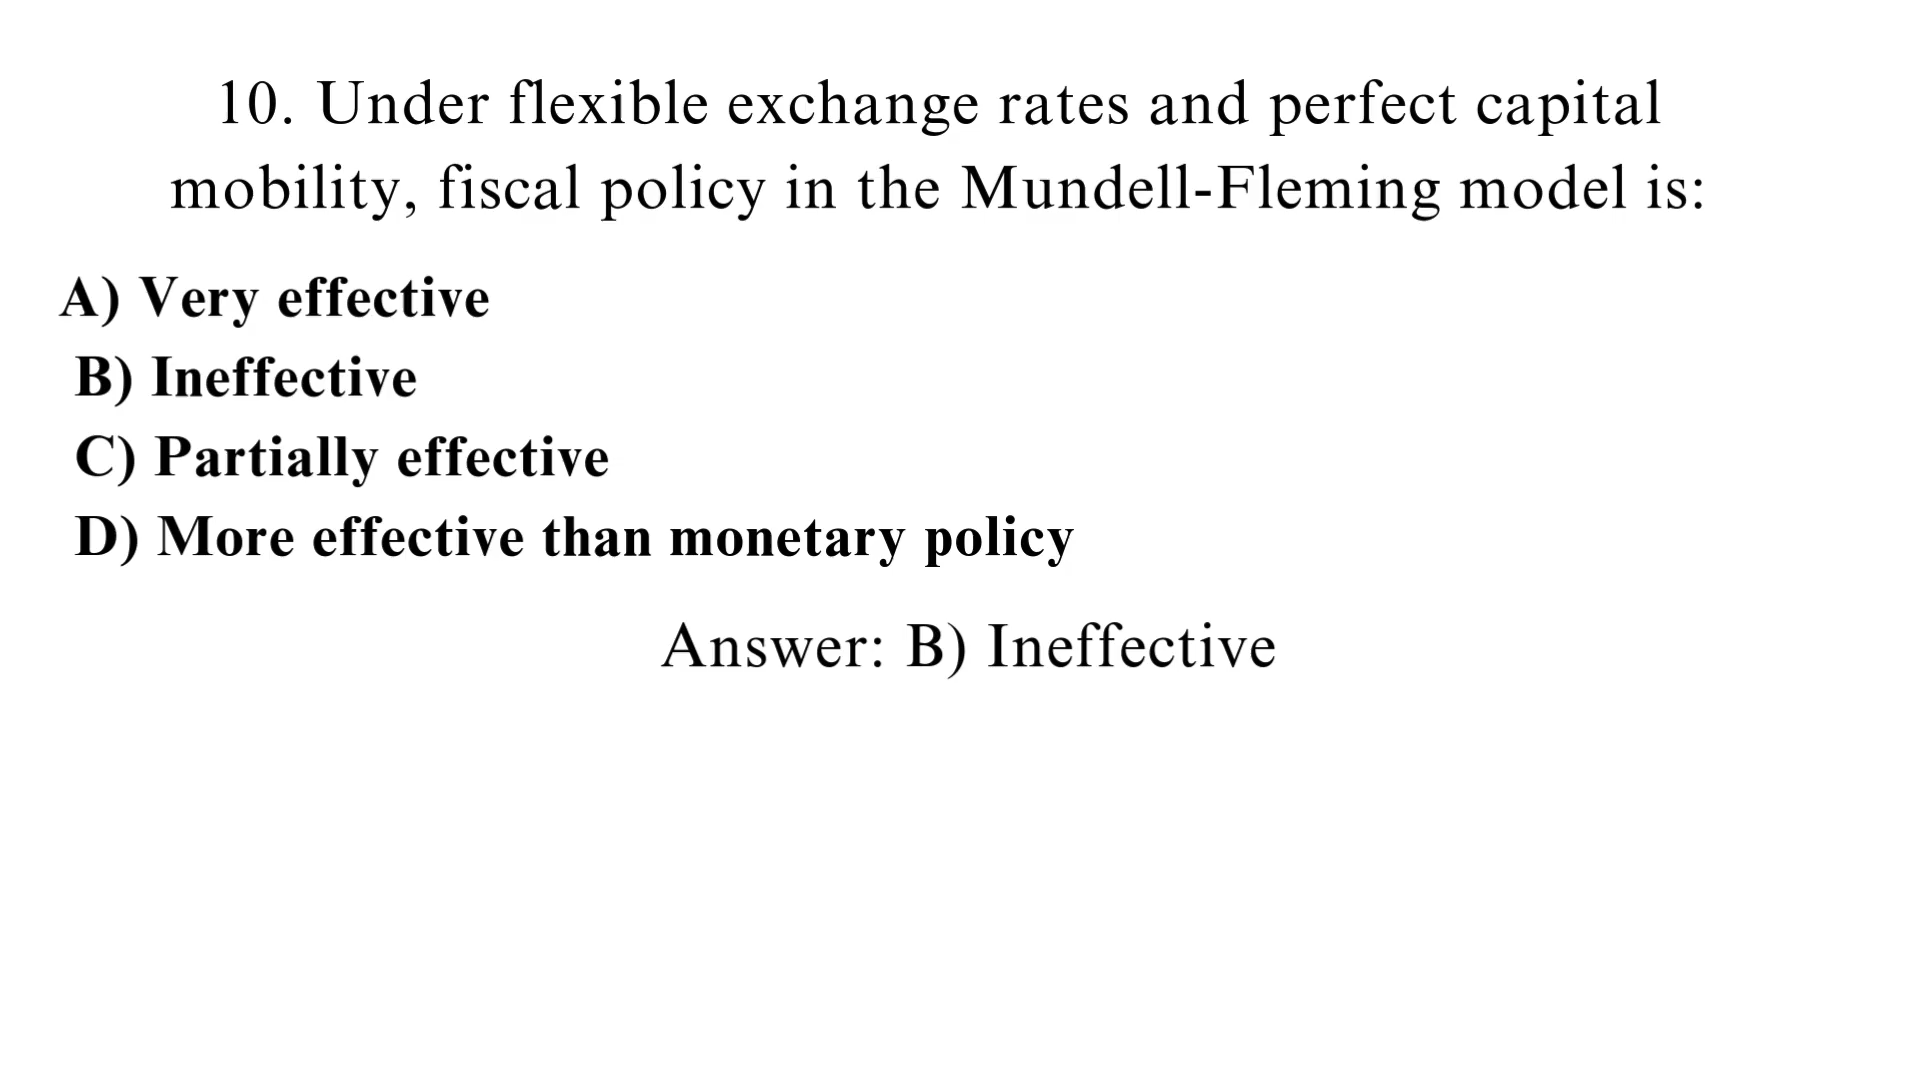 10. Under flexible exchange rates and perfect capital
mobility, fiscal policy in the Mundell-Fleming model is:
A) Very effective
B) Ineffective
C) Partially effective
D) More effective than monetary policy
Answer: B) Ineffective